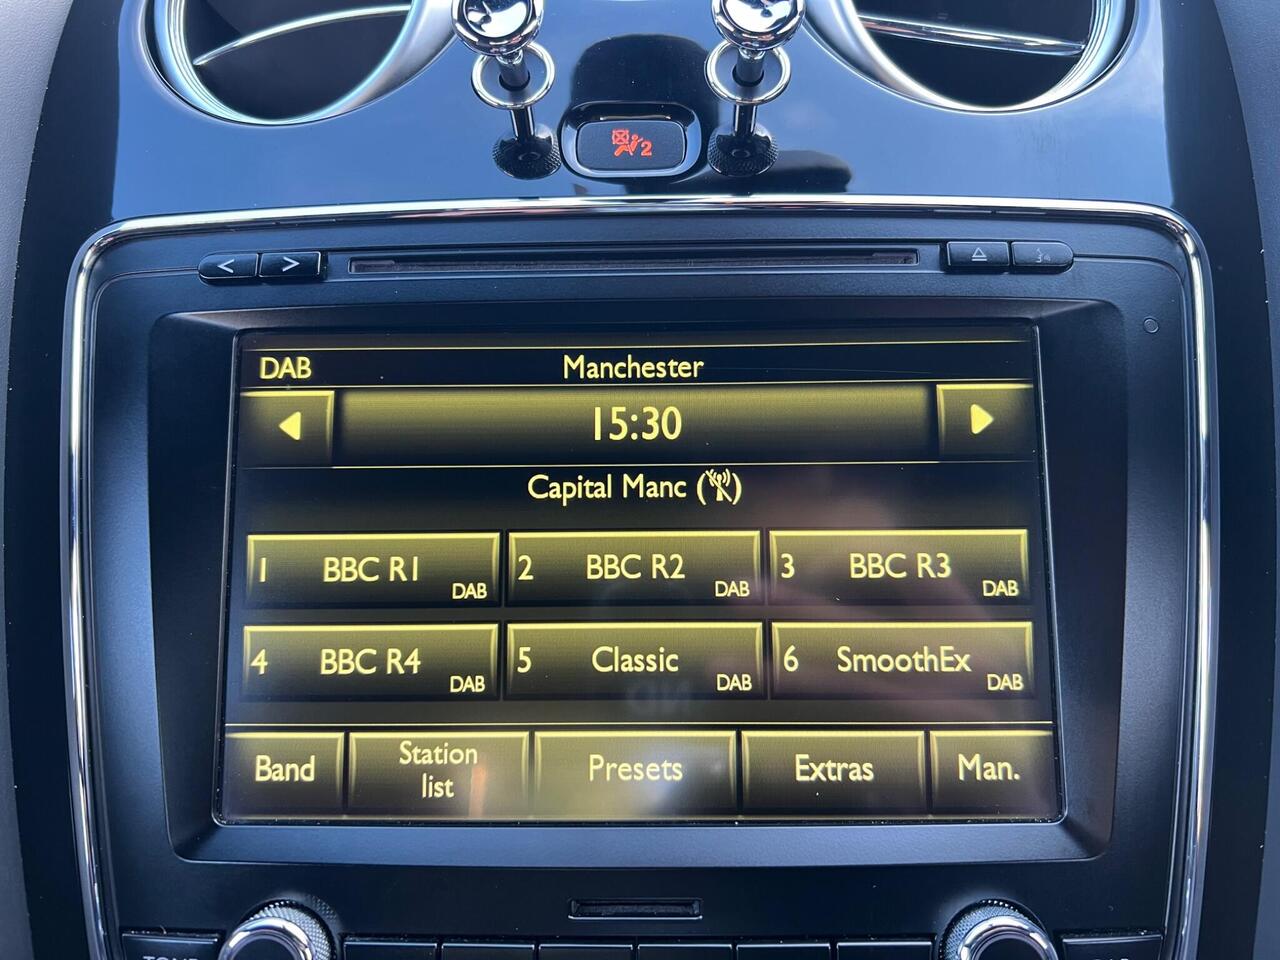 2
DAB Manchester
15:30
Capital Manc
1 BBC R1 DAB
2 BBC R2 DAB
3 BBC R3 DAB
4 BBC R4 DAB
5 Classic DAB
6 SmoothEx DAB
Band
Station
list
Presets
Extras
Man.